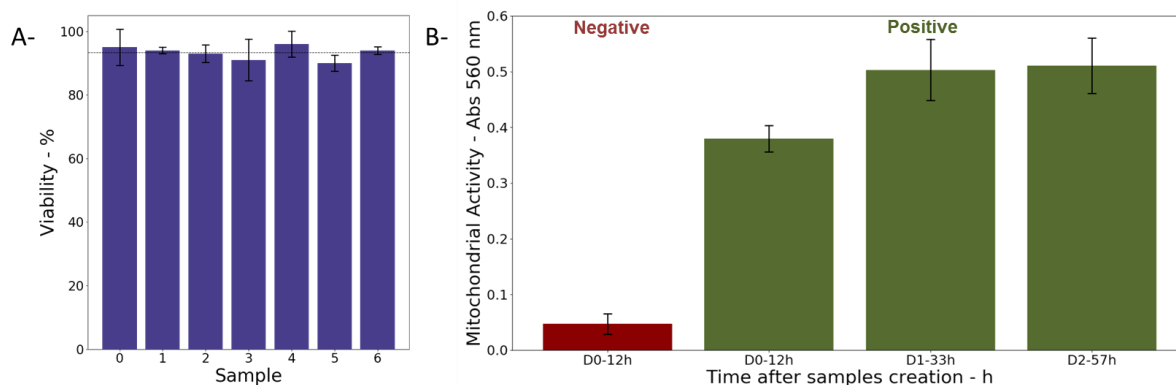 A-
Viability - %
100
80
60
40
20
0
0 1 2 3 4 5 6
Sample
B-
Negative
Positive
Mitochondrial Activity - Abs 560 nm
0.6
0.5
0.4
0.3
0.2
0.1
0.0
D0-12h D0-12h D1-33h D2-57h
Time after samples creation - h